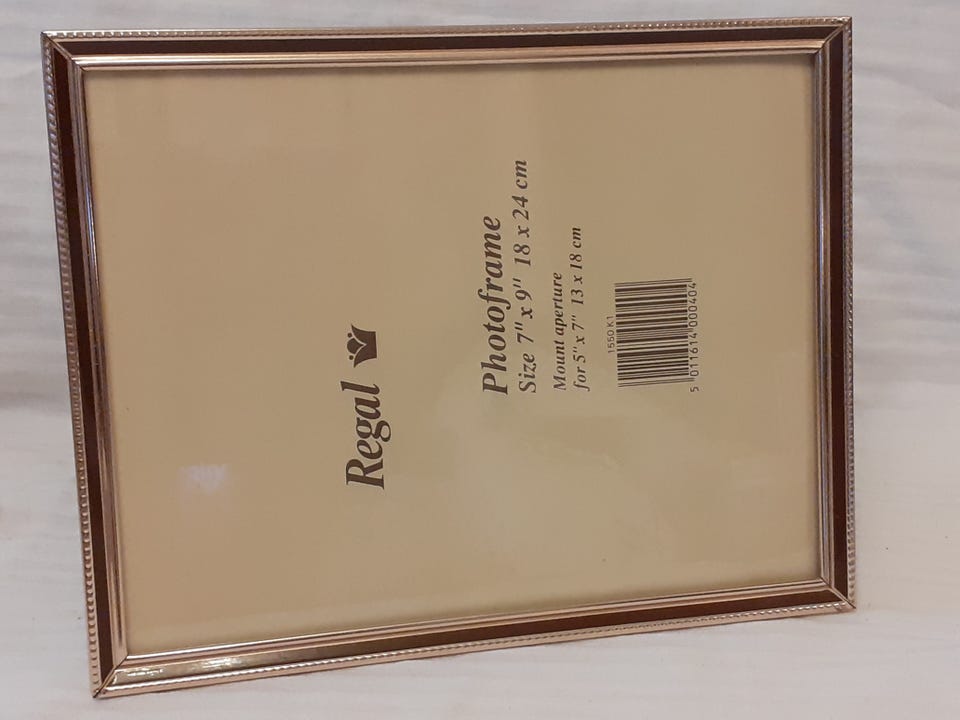 Regal
Photoframe
Size 7" x 9" 18 x 24 cm
Mount aperture
for 5" x 7" 13 x 18 cm
1550 K1
5 011614 000404